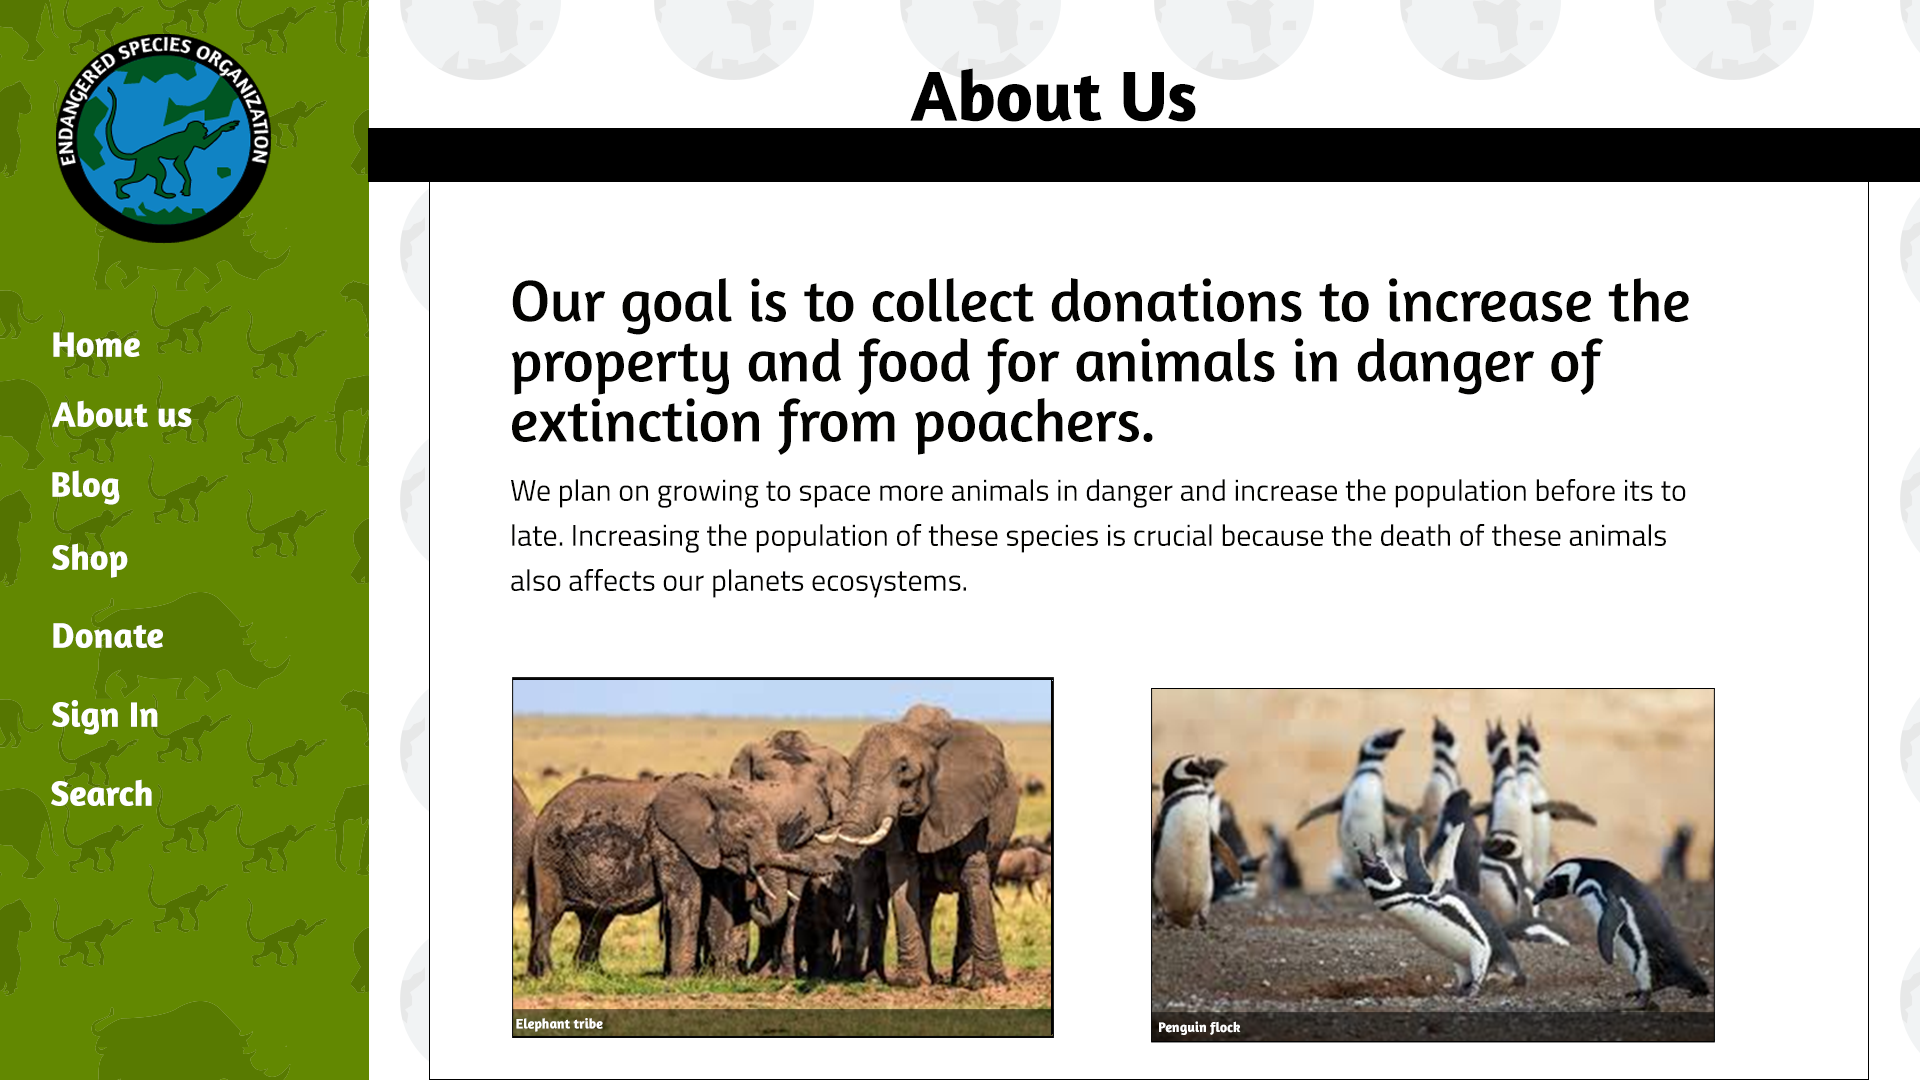 ENDANGERED SPECIES ORGANIZATION
About Us
Home
About us
Blog
Shop
Donate
Sign In
Search
Our goal is to collect donations to increase the
property and food for animals in danger of
extinction from poachers.
We plan on growing to space more animals in danger and increase the population before its to
late. Increasing the population of these species is crucial because the death of these animals
also affects our planets ecosystems.
Elephant tribe
Penguin flock